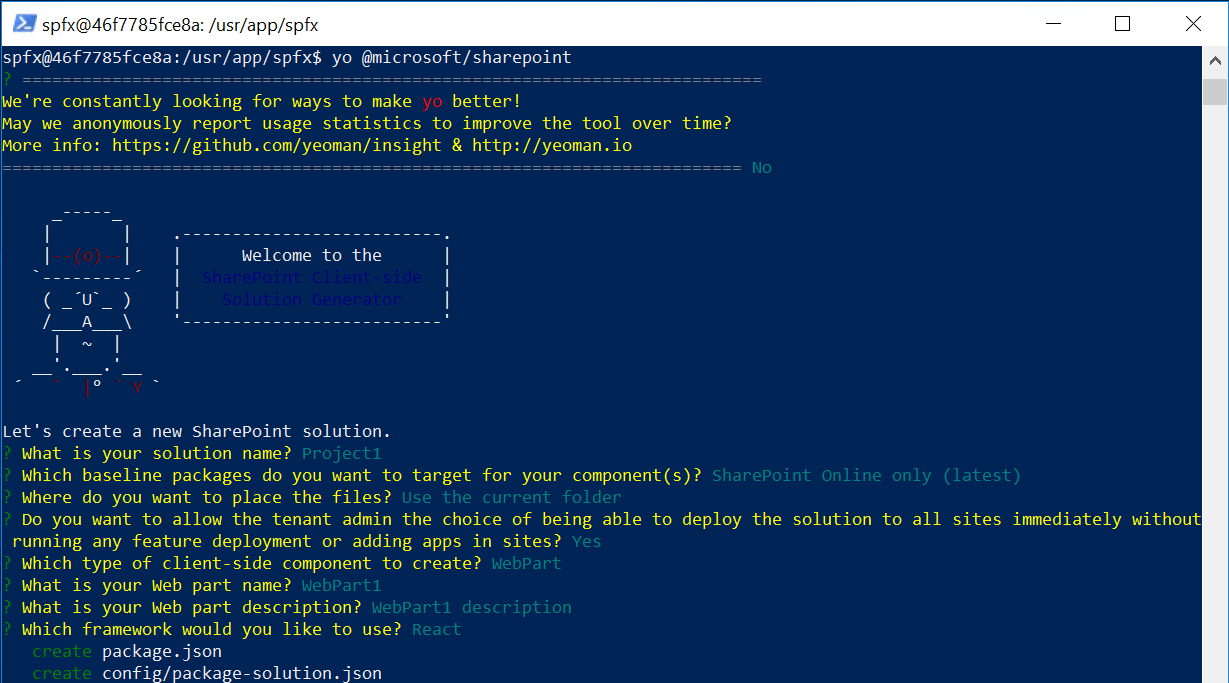 spfx@46f7785fce8a: /usr/app/spfx
spfx@46f7785fce8a:/usr/app/spfx$ yo @microsoft/sharepoint
? ==========================================================================
We're constantly looking for ways to make yo better!
May we anonymously report usage statistics to improve the tool over time?
More info: https://github.com/yeoman/insight & http://yeoman.io
========================================================================== No
     _-----_
    |       |    .--------------------------.
    |--(o)--|    |      Welcome to the      |
   `---------´   |  SharePoint Client-side  |
    ( _´U`_ )    |    Solution Generator    |
    /___A___\    '--------------------------'
     |  ~  |
   __'.___.'__
 ´   `  |° ´ Y `
Let's create a new SharePoint solution.
? What is your solution name? Project1
? Which baseline packages do you want to target for your component(s)? SharePoint Online only (latest)
? Where do you want to place the files? Use the current folder
? Do you want to allow the tenant admin the choice of being able to deploy the solution to all sites immediately without
running any feature deployment or adding apps in sites? Yes
? Which type of client-side component to create? WebPart
? What is your Web part name? WebPart1
? What is your Web part description? WebPart1 description
? Which framework would you like to use? React
create package.json
create config/package-solution.json